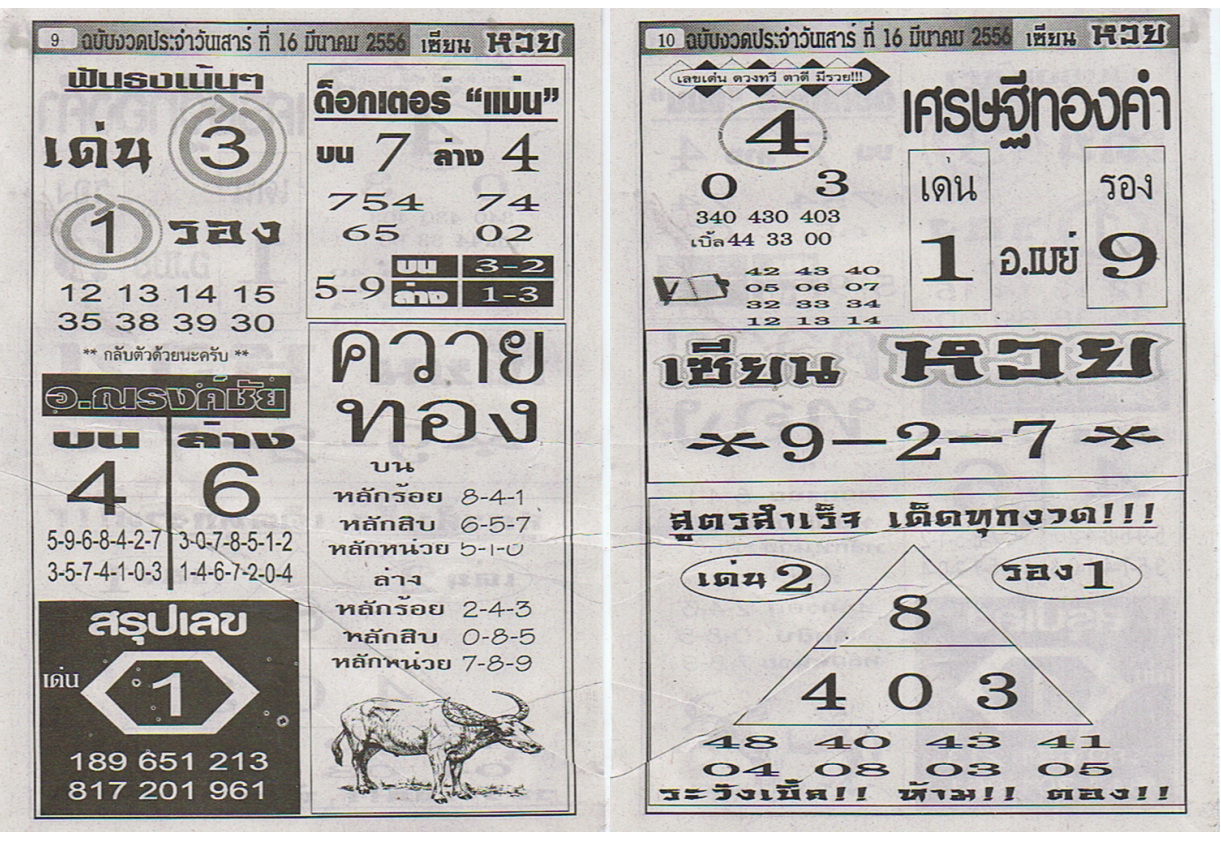 9 ฉบับงวดประจำวันเสาร์ ที่ 16 มีนาคม 2556 เซียน หวย
ฟันธงเน้นๆ
เด่น 3
1 รอง
12 13 14 15
35 38 39 30
** กลับตัวด้วยนะครับ **
อ.ณรงค์ชัย
บน ล่าง
4 6
5-9-6-8-4-2-7 3-0-7-8-5-1-2
3-5-7-4-1-0-3 1-4-6-7-2-0-4
สรุปเลข
เด่น 1
189 651 213
817 201 961
ด็อกเตอร์ “แม่น”
บน 7 ล่าง 4
754 74
65 02
5-9 บน 3-2
ล่าง 1-3
ควาย
ทอง
บน
หลักร้อย 8-4-1
หลักสิบ 6-5-7
หลักหน่วย 5-1-0
ล่าง
หลักร้อย 2-4-3
หลักสิบ 0-8-5
หลักหน่วย 7-8-9
10 ฉบับงวดประจำวันเสาร์ ที่ 16 มีนาคม 2556 เซียน หวย
เลขเด่น ดวงทวี ตาดี มีรวย!!!
4
0 3
340 430 403
เบิ้ล 44 33 00
42 43 40
05 06 07
32 33 34
12 13 14
เศรษฐีทองคำ
เด่น รอง
1 อ.เมย์ 9
เซียน หวย
*9-2-7*
สูตรสำเร็จ เด็ดทุกงวด!!!
เด่น 2 รอง 1
8
4 0 3
48 40 43 41
04 08 03 05
ระวังเบิ้ล!! ห้าม!! ตอง!!